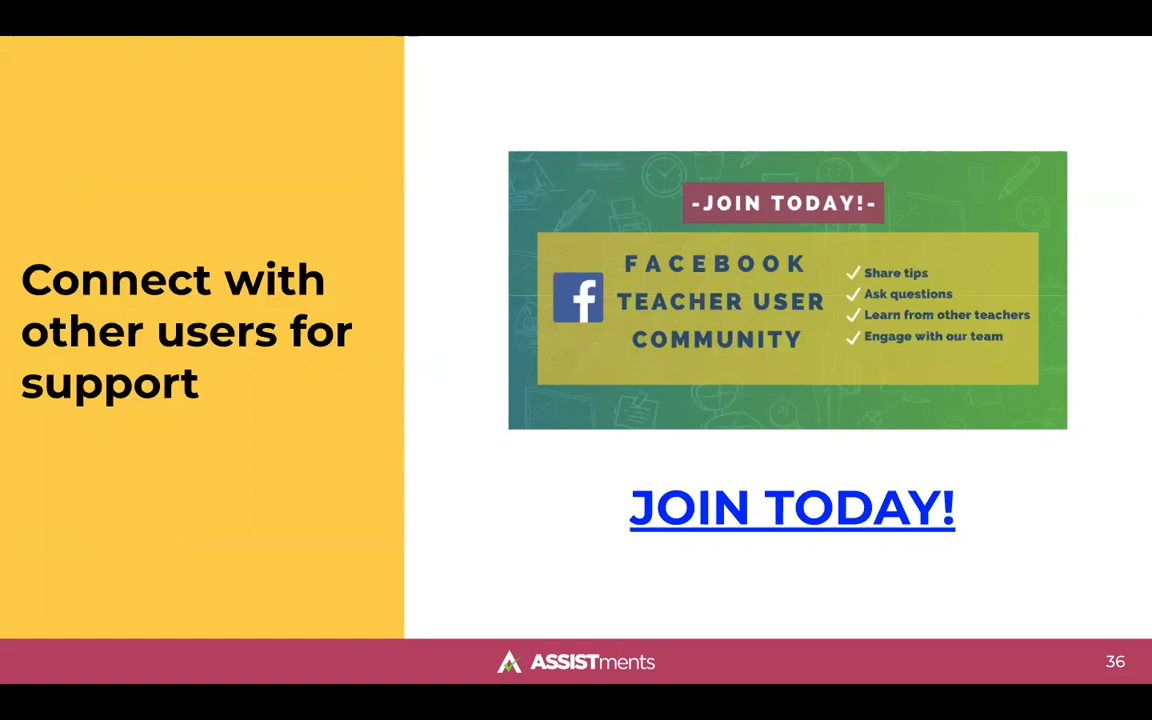 Connect with
other users for
support
-JOIN TODAY!-
FACEBOOK
TEACHER USER
COMMUNITY
Share tips
Ask questions
Learn from other teachers
Engage with our team
JOIN TODAY!
ASSISTments
36